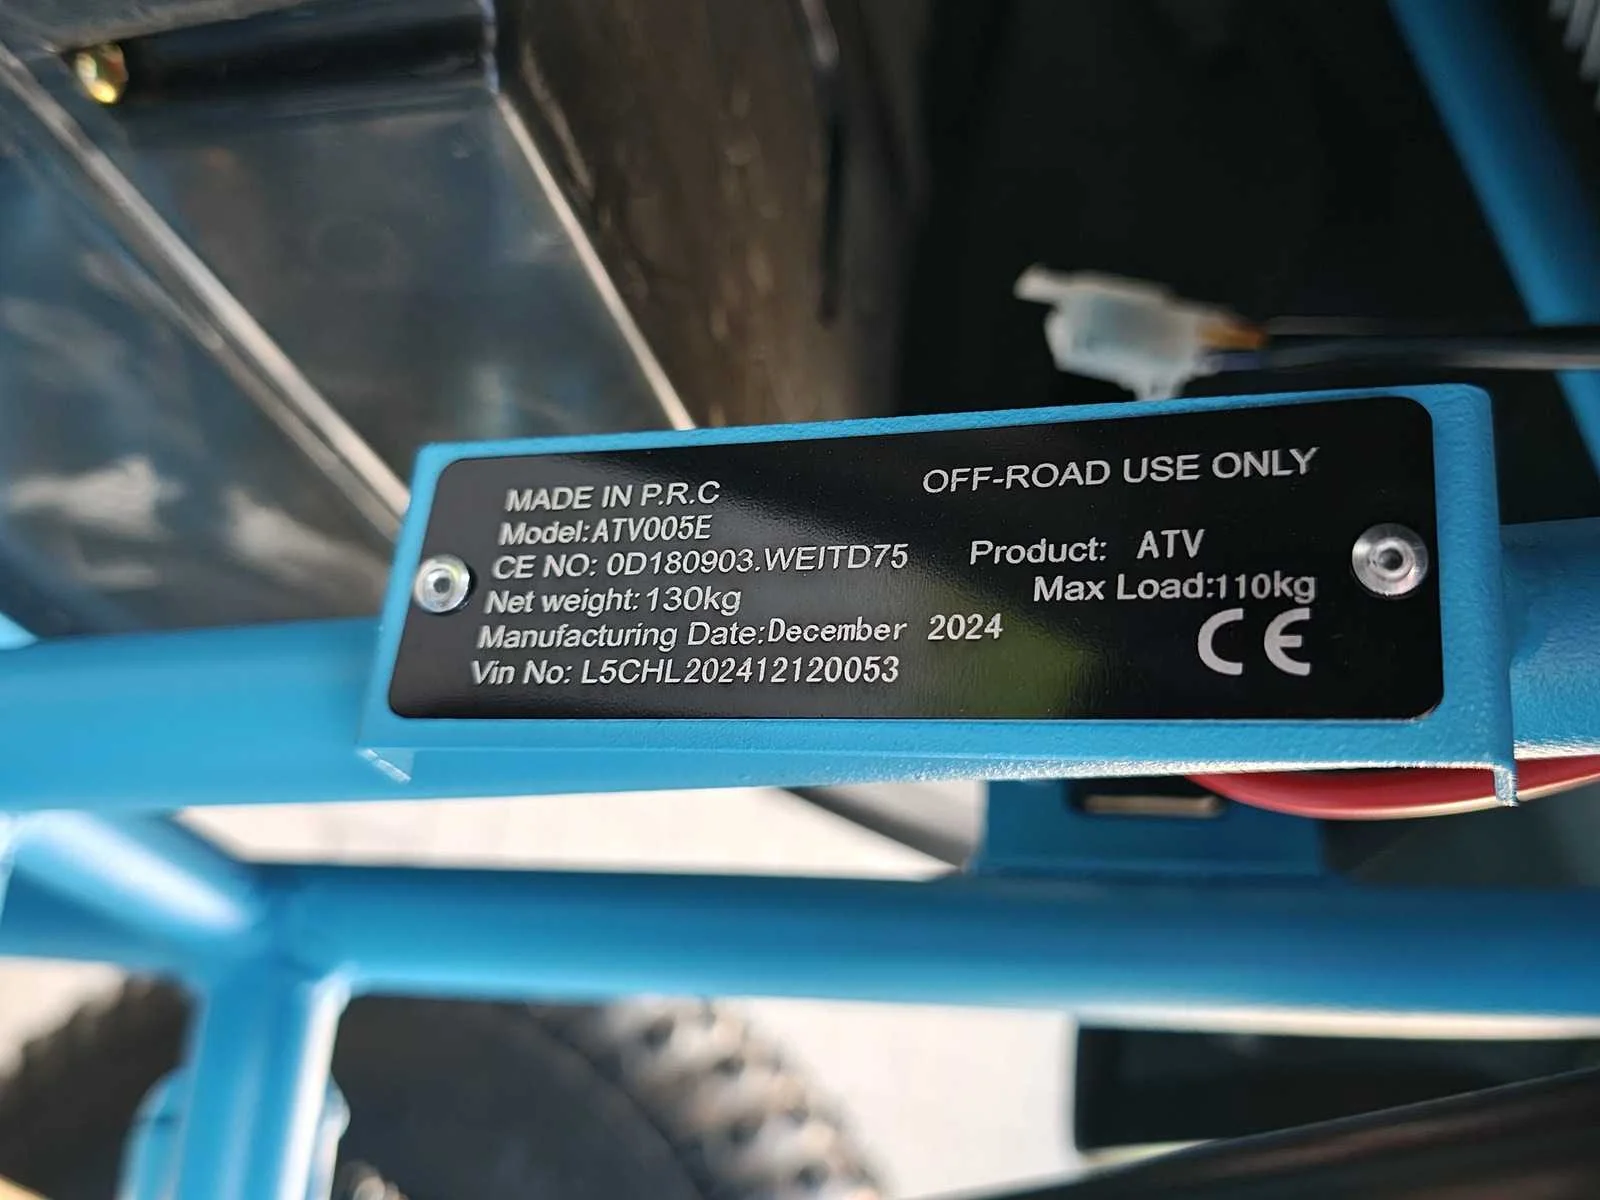 MADE IN P.R.C
OFF-ROAD USE ONLY
Model:ATV005E
CE NO: 0D180903.WEITD75
Product: ATV
Net weight:130kg
Max Load:110kg
Manufacturing Date:December 2024
Vin No: L5CHL202412120053
CE